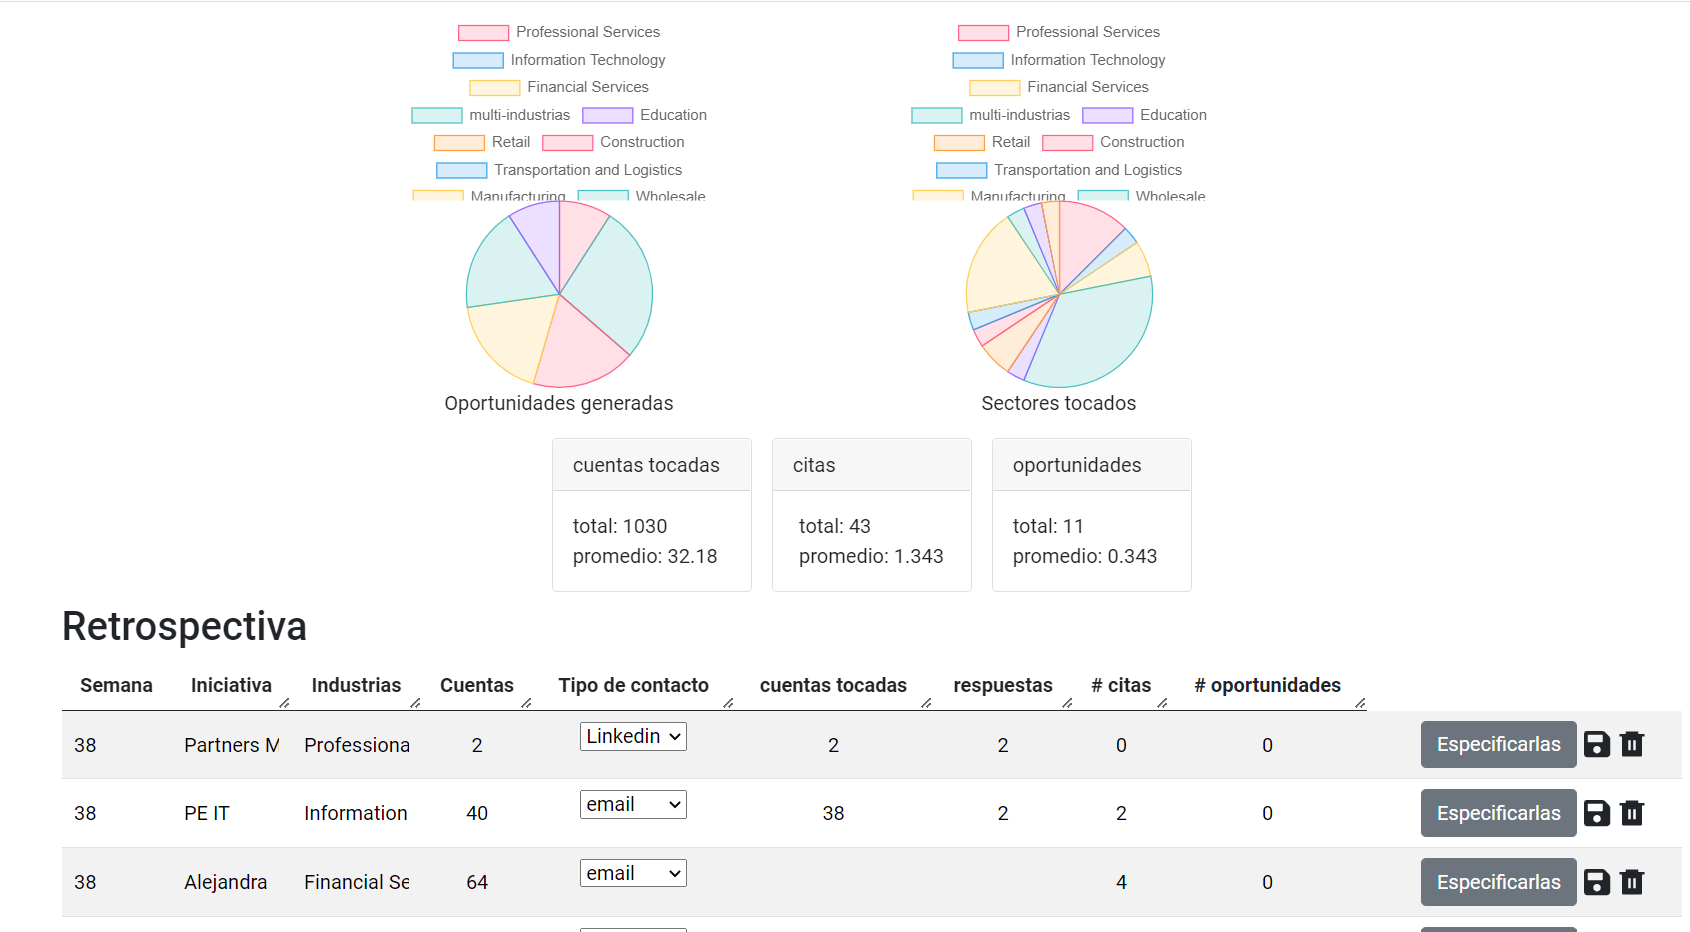 Professional Services
Information Technology
Financial Services
multi-industrias Education
Retail Construction
Transportation and Logistics
Manufacturing Wholesale
Oportunidades generadas
Professional Services
Information Technology
Financial Services
multi-industrias Education
Retail Construction
Transportation and Logistics
Manufacturing Wholesale
Sectores tocados
cuentas tocadas
total: 1030
promedio: 32.18
citas
total: 43
promedio: 1.343
oportunidades
total: 11
promedio: 0.343
Retrospectiva
Semana Iniciativa Industrias Cuentas Tipo de contacto cuentas tocadas respuestas # citas # oportunidades
38 Partners M Professiona 2 Linkedin 2 2 0 0 Especificarlas
38 PE IT Information 40 email 38 2 2 0 Especificarlas
38 Alejandra Financial Se 64 email 4 0 Especificarlas